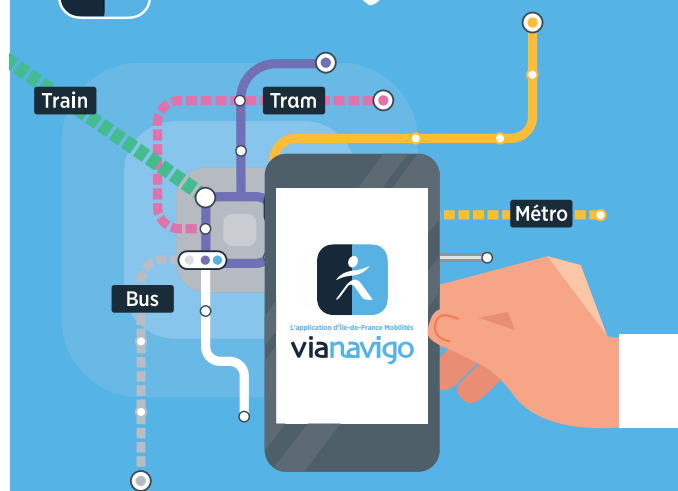 Train
Tram
Métro
Bus
L'application d'Île-de-France Mobilités
vianavigo